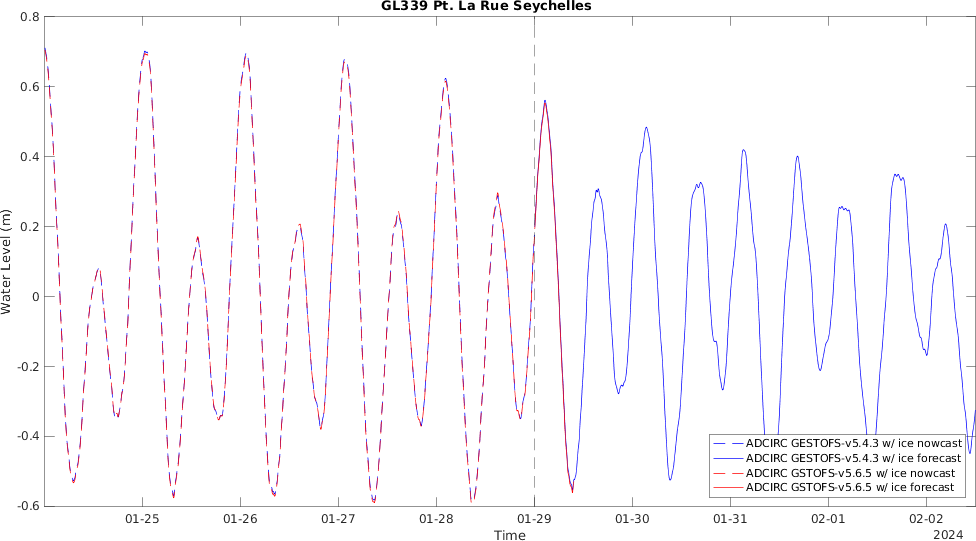 GL339 Pt. La Rue Seychelles
0.8
0.6
0.4
0.2
0
-0.2
-0.4
-0.6
Water Level (m)
01-25 01-26 01-27 01-28 01-29 01-30 01-31 02-01 02-02
Time
2024
ADCIRC GESTOFS-v5.4.3 w/ ice nowcast
ADCIRC GESTOFS-v5.4.3 w/ ice forecast
ADCIRC GSTOFS-v5.6.5 w/ ice nowcast
ADCIRC GSTOFS-v5.6.5 w/ ice forecast